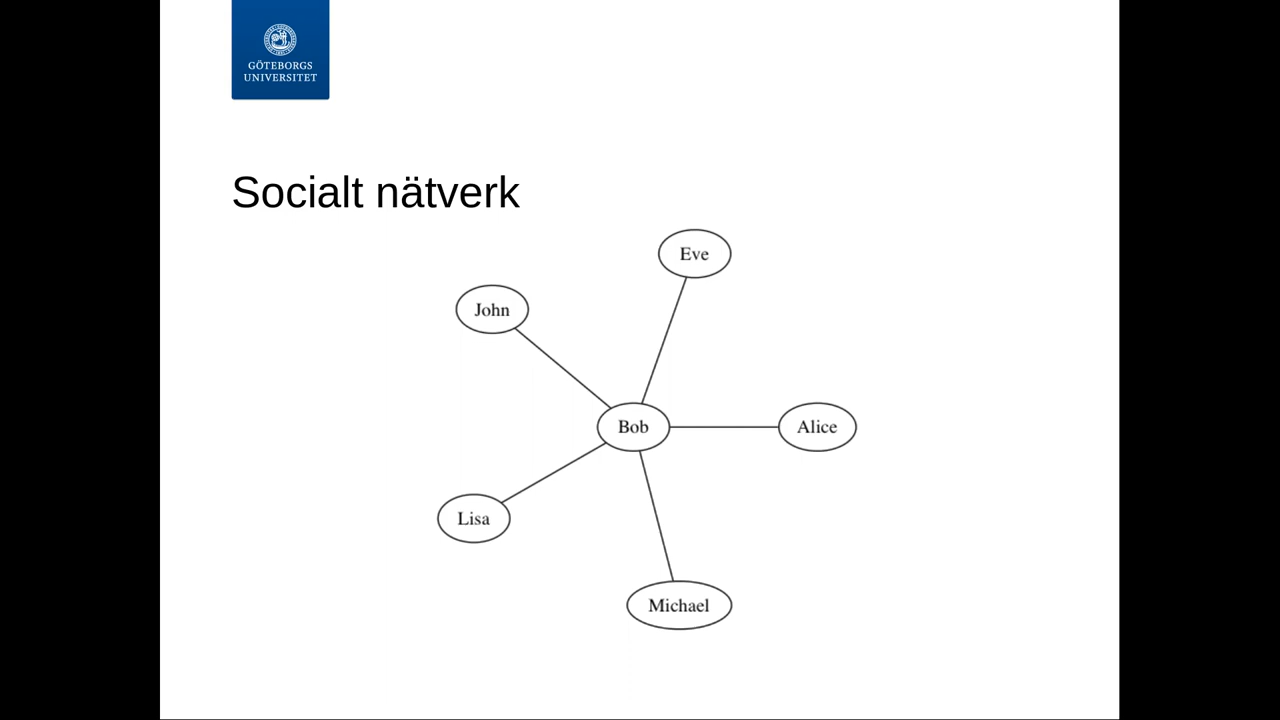 GÖTEBORGS
UNIVERSITET
Socialt nätverk
Eve
John
Bob
Alice
Lisa
Michael